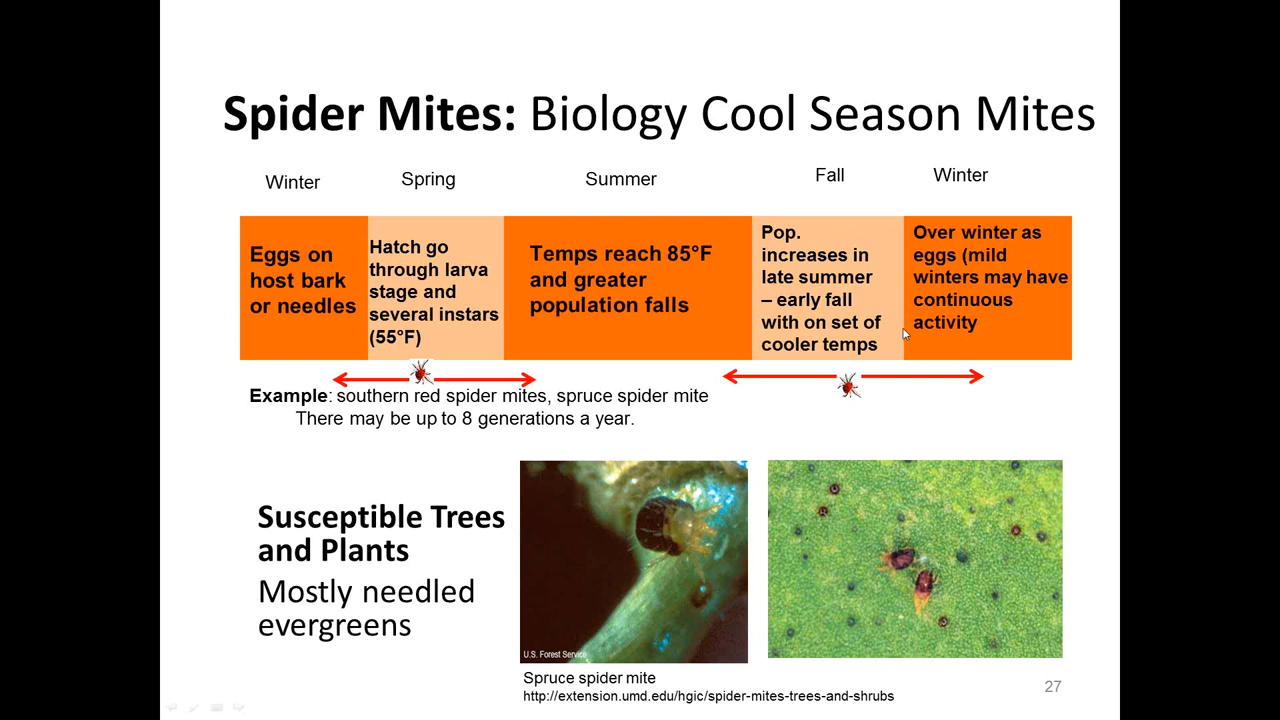 Spider Mites: Biology Cool Season Mites
Winter
Spring
Summer
Fall
Winter
Eggs on
host bark
or needles
Hatch go
through larva
stage and
several instars
(55°F)
Temps reach 85°F
and greater
population falls
Pop.
increases in
late summer
– early fall
with on set of
cooler temps
Over winter as
eggs (mild
winters may have
continuous
activity
Example: southern red spider mites, spruce spider mite
There may be up to 8 generations a year.
Susceptible Trees
and Plants
Mostly needled
evergreens
U.S. Forest Service
Spruce spider mite
http://extension.umd.edu/hgic/spider-mites-trees-and-shrubs
27